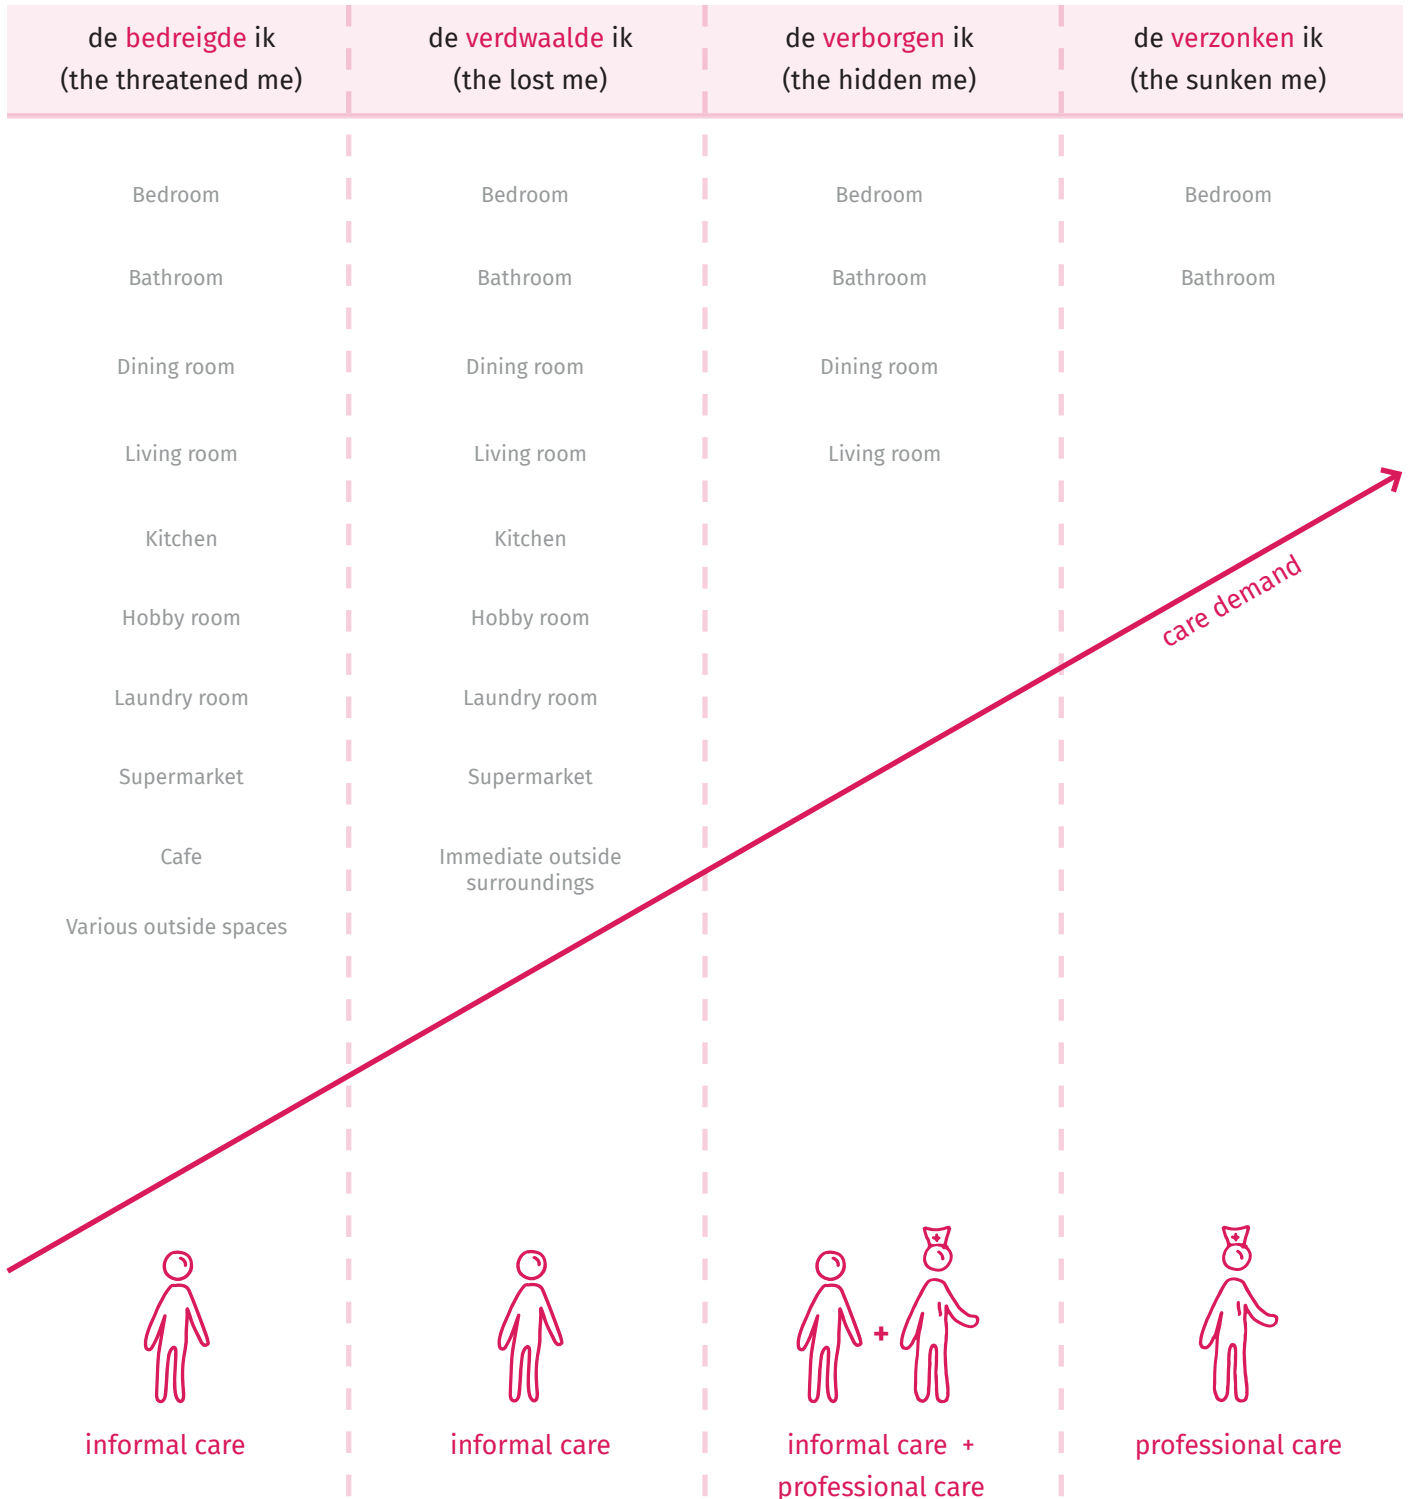 de bedreigde ik
(the threatened me)
de verdwaalde ik
(the lost me)
de verborgen ik
(the hidden me)
de verzonken ik
(the sunken me)
Bedroom
Bathroom
Dining room
Living room
Kitchen
Hobby room
Laundry room
Supermarket
Cafe
Various outside spaces
Bedroom
Bathroom
Dining room
Living room
Kitchen
Hobby room
Laundry room
Supermarket
Immediate outside
surroundings
Bedroom
Bathroom
Dining room
Living room
Bedroom
Bathroom
care demand
+
informal care
informal care
informal care +
professional care
professional care